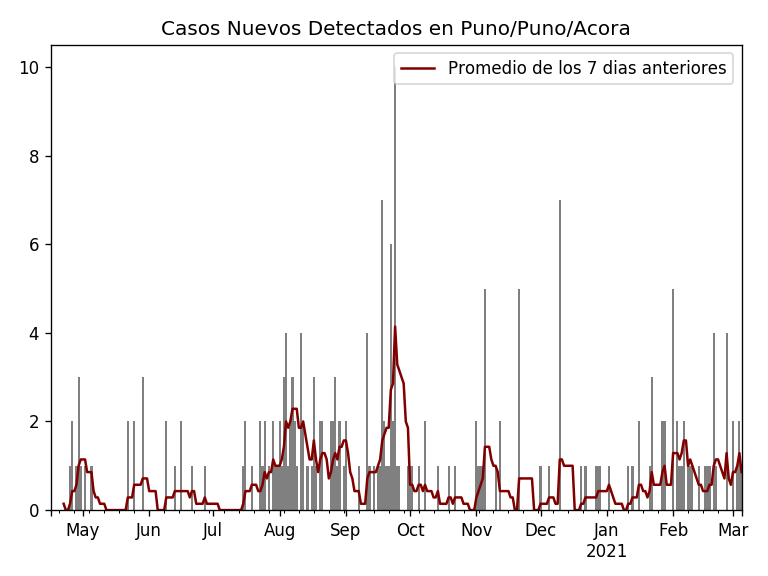 Casos Nuevos Detectados en Puno/Puno/Acora
Promedio de los 7 dias anteriores
10
8
6
4
2
0
May Jun Jul Aug Sep Oct Nov Dec Jan Feb Mar
2021